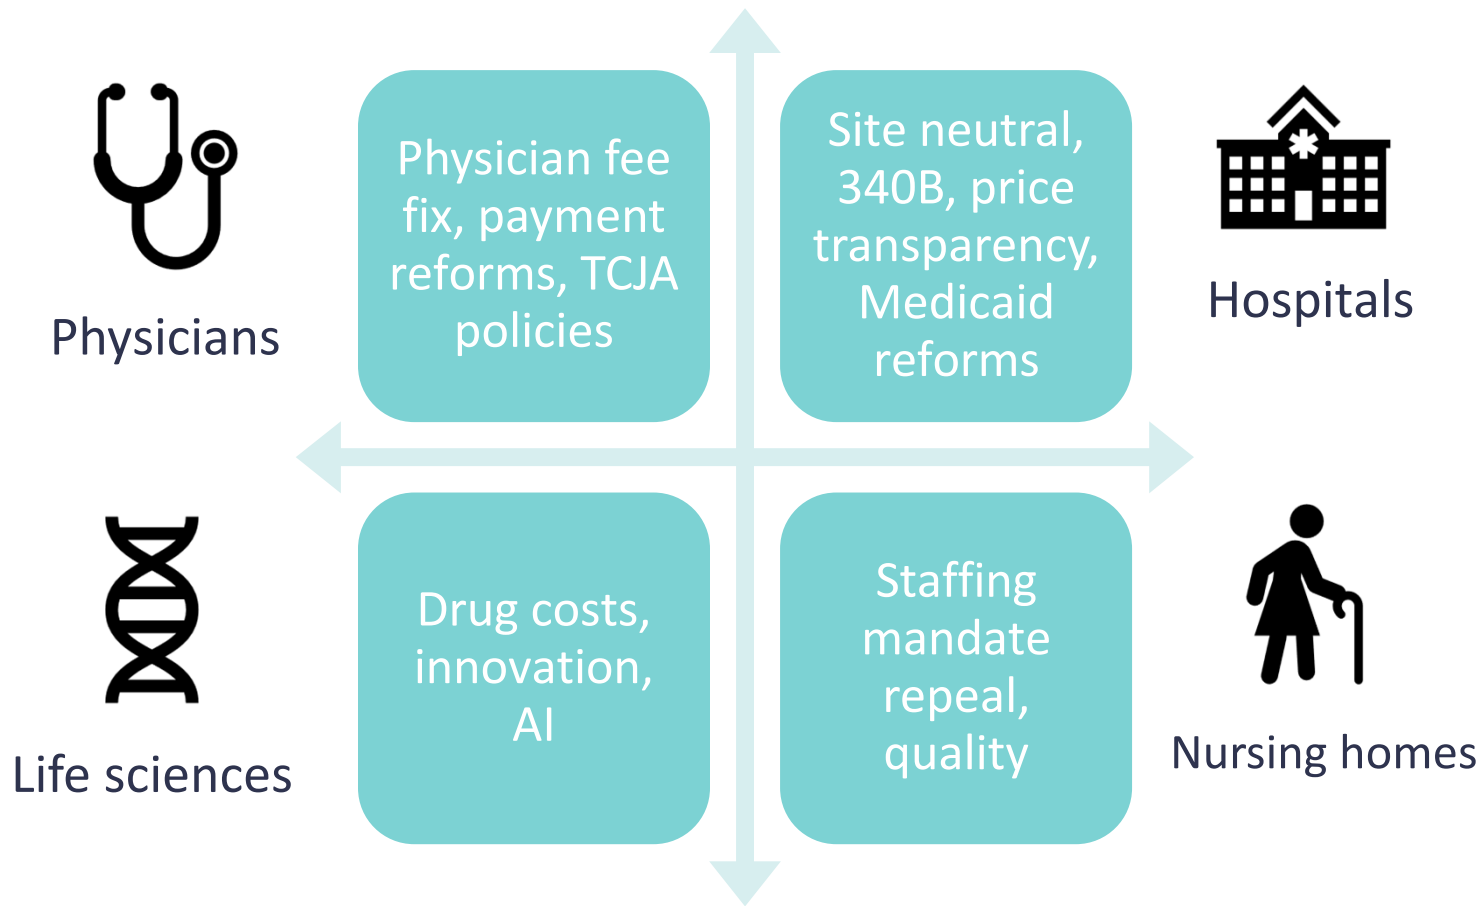 Physicians
Physician fee
fix, payment
reforms, TCJA
policies
Site neutral,
340B, price
transparency,
Medicaid
reforms
Hospitals
Life sciences
Drug costs,
innovation,
AI
Staffing
mandate
repeal,
quality
Nursing homes